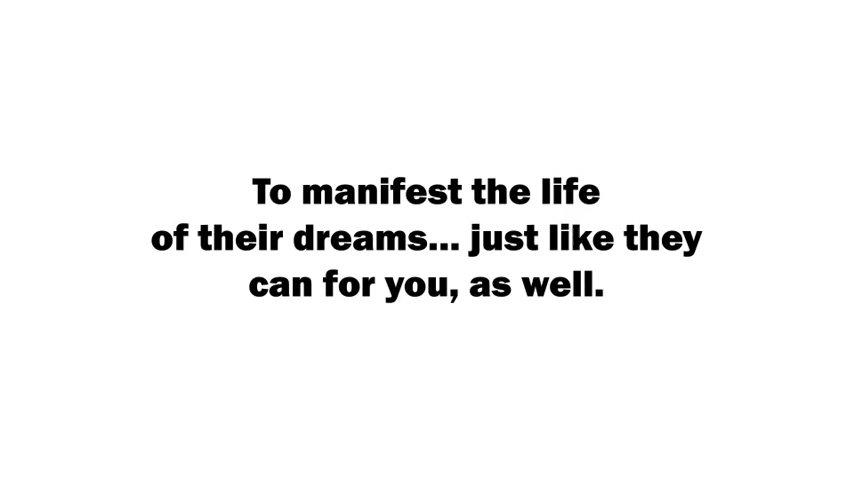 To manifest the life
of their dreams... just like they
can for you, as well.